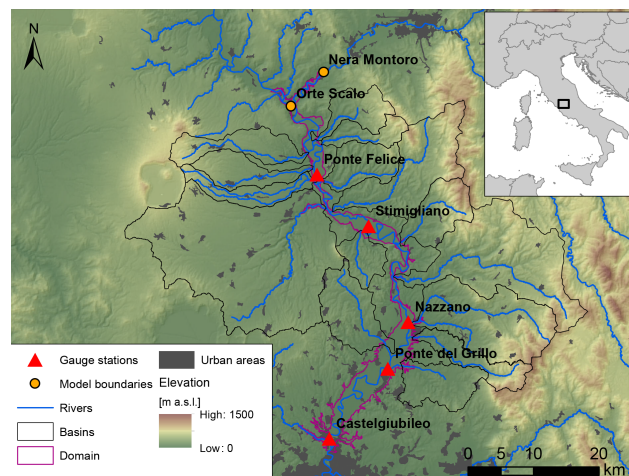 N
Nera Montoro
Orte Scalo
Ponte Felice
Stimigliano
Nazzano
Ponte del Grillo
Castelgiubileo
Gauge stations
Model boundaries
Rivers
Basins
Domain
Urban areas
Elevation
[m a.s.l.]
High: 1500
Low: 0
0 10 20
km